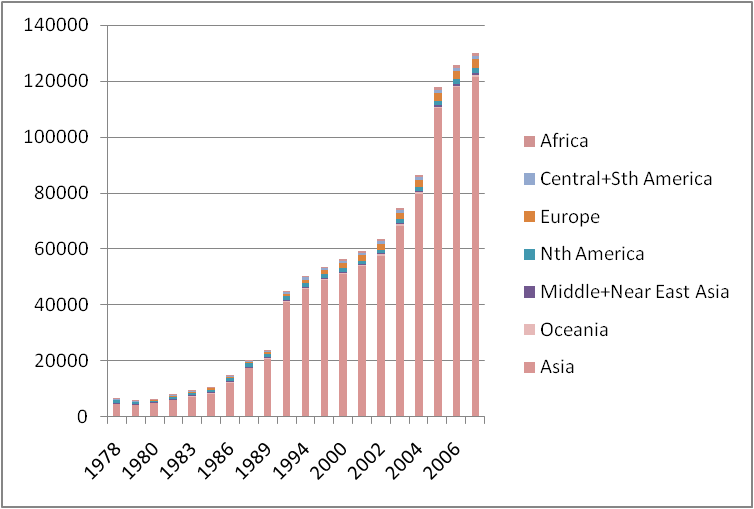 140000
120000
100000
80000
60000
40000
20000
0
1978
1980
1983
1986
1989
1994
2000
2002
2004
2006
Africa
Central+Sth America
Europe
Nth America
Middle+Near East Asia
Oceania
Asia